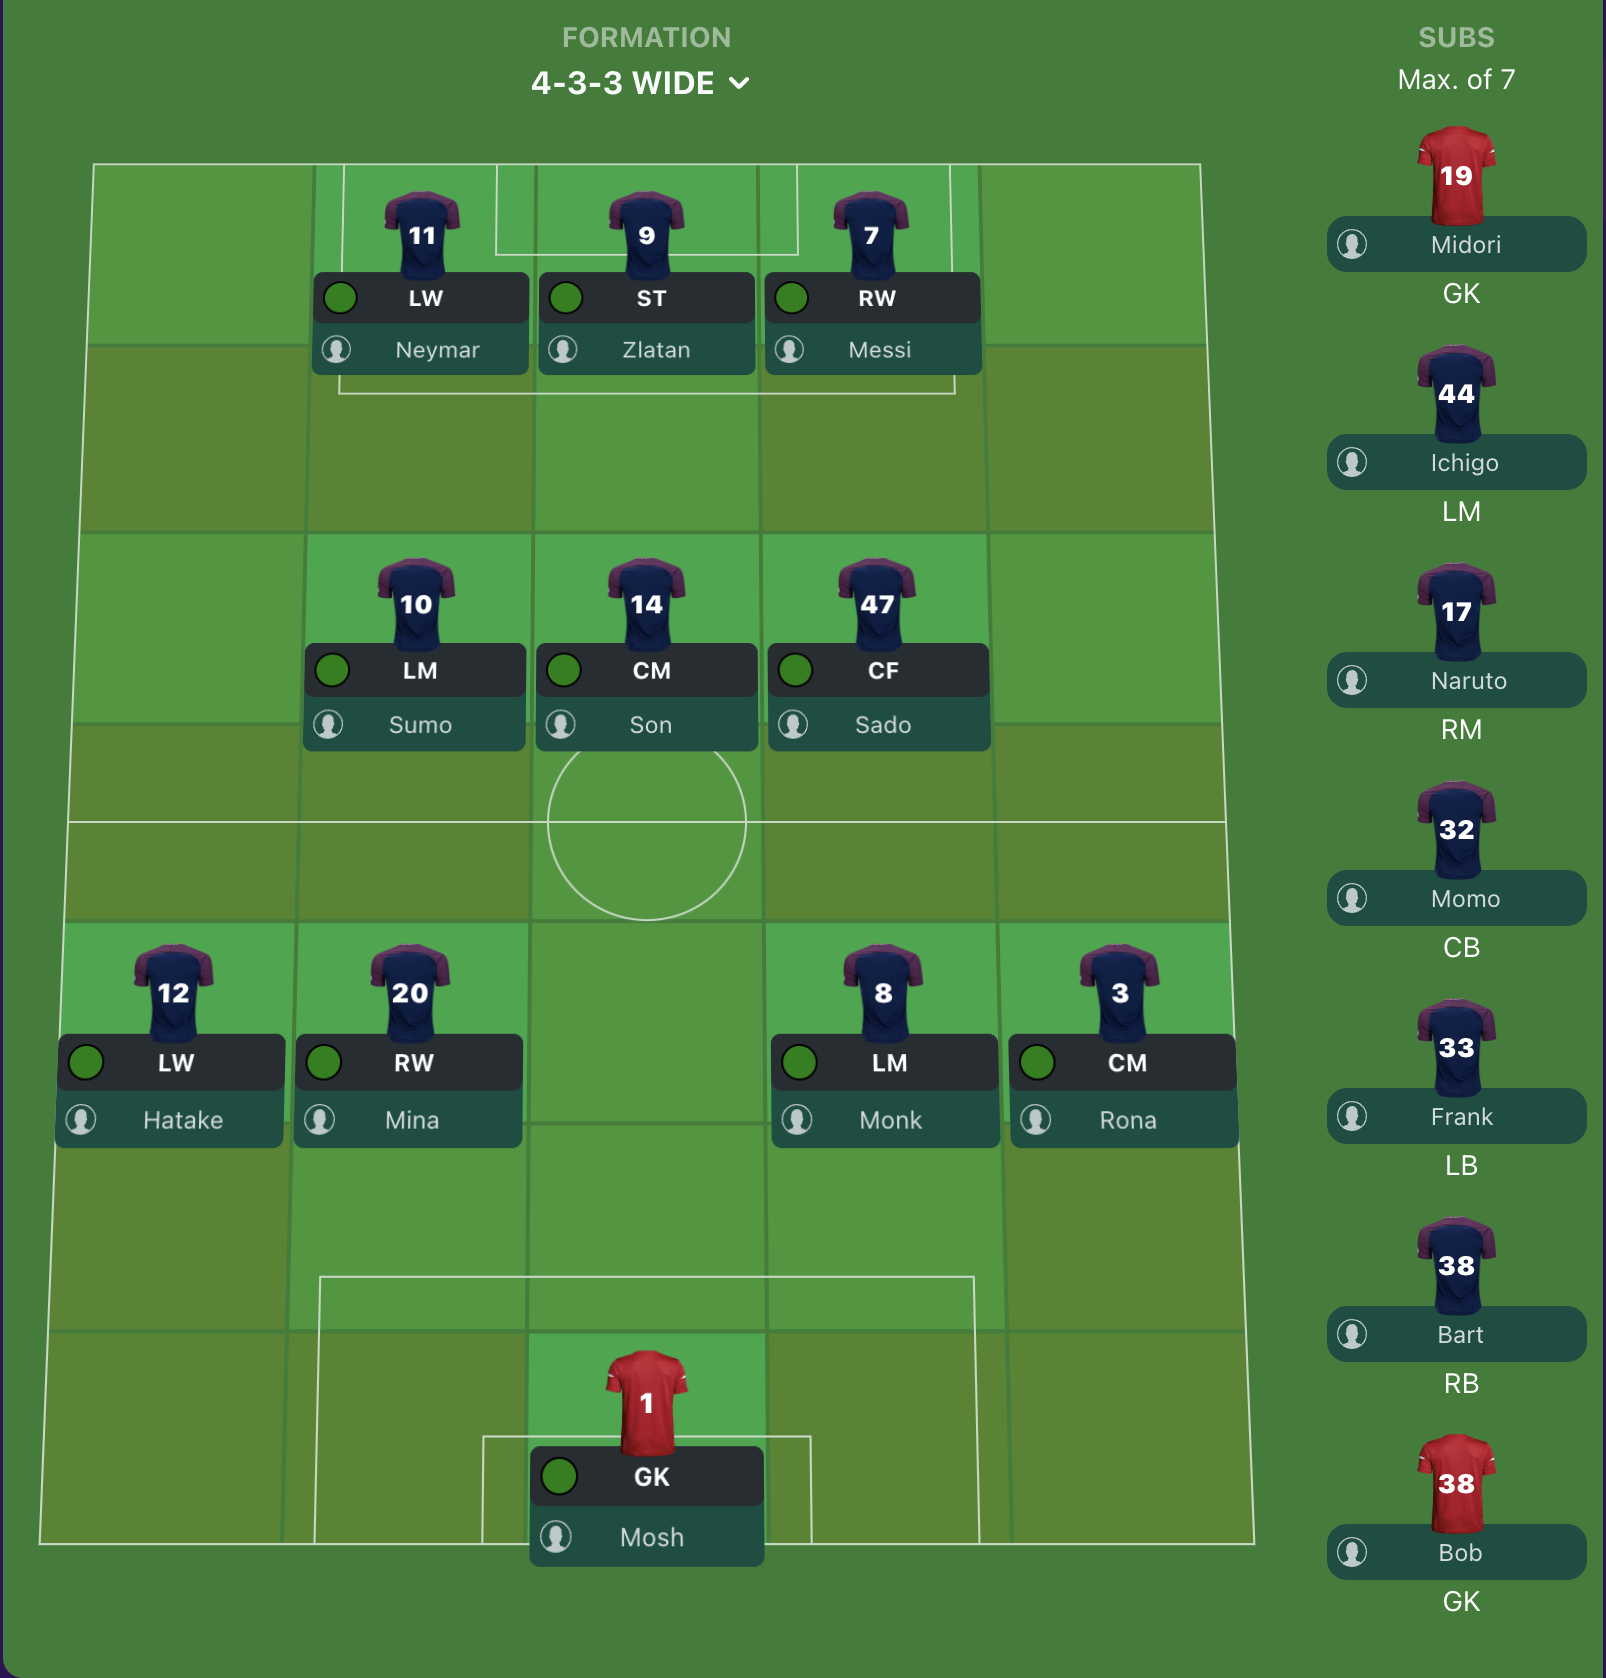 FORMATION
4-3-3 WIDE
SUBS
Max. of 7
11
LW
Neymar
9
ST
Zlatan
7
RW
Messi
10
LM
Sumo
14
CM
Son
47
CF
Sado
12
LW
Hatake
20
RW
Mina
8
LM
Monk
3
CM
Rona
1
GK
Mosh
19
Midori
GK
44
Ichigo
LM
17
Naruto
RM
32
Momo
CB
33
Frank
LB
38
Bart
RB
38
Bob
GK